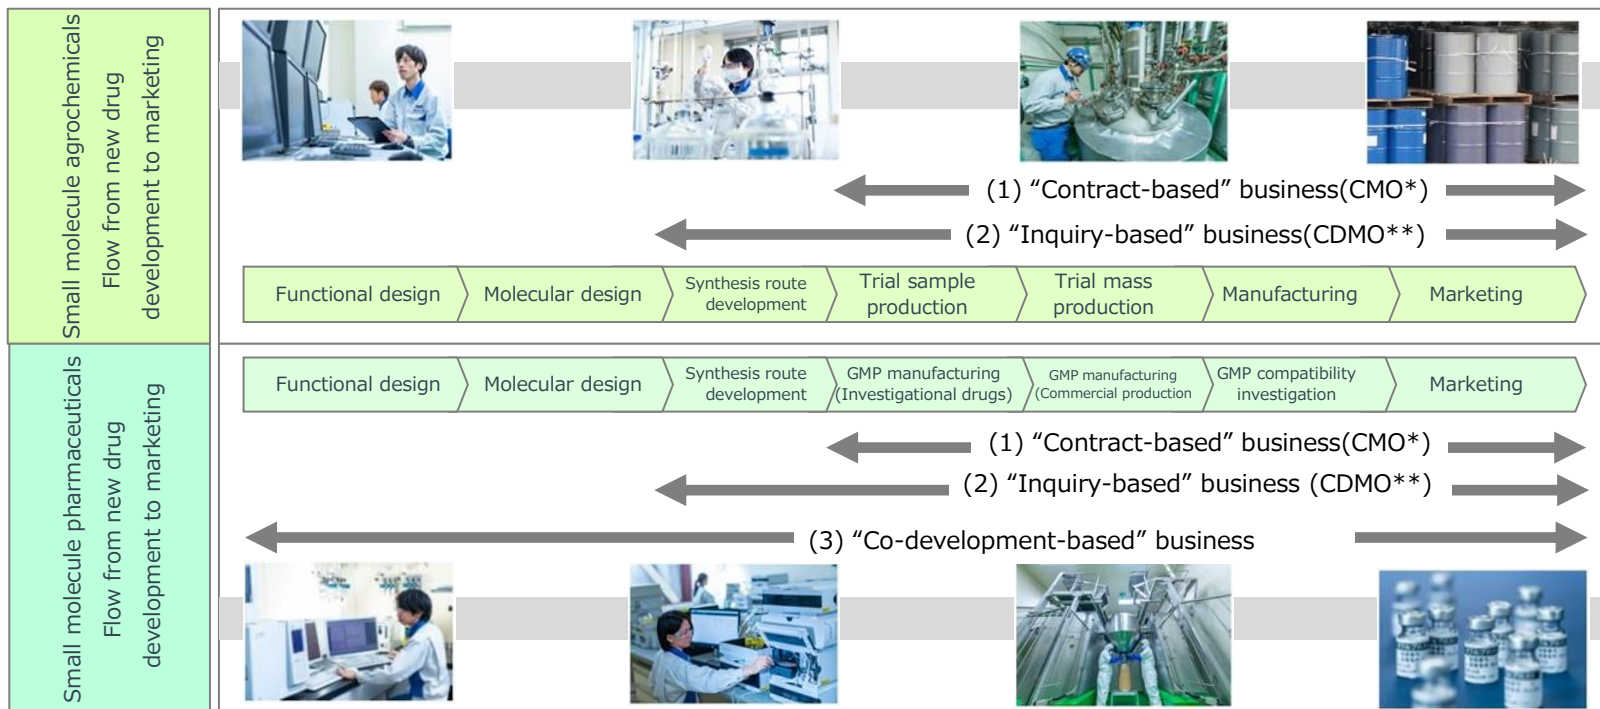 Small molecule agrochemicals
Flow from new drug
development to marketing
(1) “Contract-based” business(CMO*)
(2) “Inquiry-based” business(CDMO**)
Functional design
Molecular design
Synthesis route
development
Trial sample
production
Trial mass
production
Manufacturing
Marketing
Small molecule pharmaceuticals
Flow from new drug
development to marketing
Functional design
Molecular design
Synthesis route
development
GMP manufacturing
(Investigational drugs)
GMP manufacturing
(Commercial production
GMP compatibility
investigation
Marketing
(1) “Contract-based” business(CMO*)
(2) “Inquiry-based” business (CDMO**)
(3) “Co-development-based” business